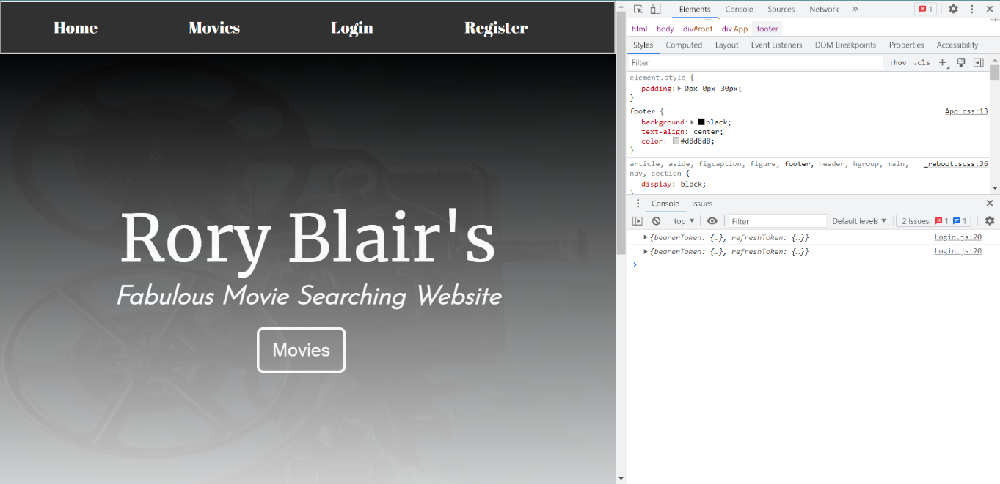 Home Movies Login Register
Rory Blair's
Fabulous Movie Searching Website
Movies
Elements Console Sources Network » 1
html body div#root div.App footer
Styles Computed Layout Event Listeners DOM Breakpoints Properties Accessibility
Filter :hov .cls +
element.style {
padding: 0px 0px 30px;
}
footer { App.css:13
background: black;
text-align: center;
color: #d8d8d8;
}
article, aside, figcaption, figure, footer, header, hgroup, main, _reboot.scss:36
nav, section {
display: block;
}
Console Issues
top Filter Default levels 2 Issues: 1 1
{bearerToken: {…}, refreshToken: {…}} Login.js:20
{bearerToken: {…}, refreshToken: {…}} Login.js:20